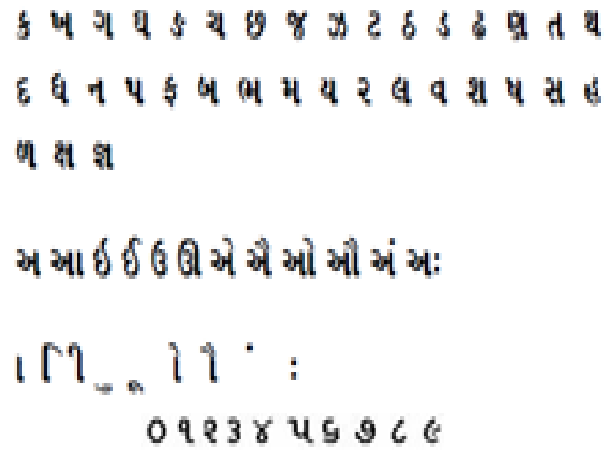 ક ખ ગ ઘ ઙ ચ છ જ ઝ ટ ઠ ડ ઢ ણ ત થ
દ ધ ન પ ફ બ ભ મ ય ર લ વ શ ષ સ હ
ળ ક્ષ જ્ઞ
અ આ ઇ ઈ ઉ ઊ એ ઐ ઓ ઔ અં અઃ
ા િ ી ુ ૂ ો ૌ ં ઃ
૦ ૧ ૨ ૩ ૪ ૫ ૬ ૭ ૮ ૯